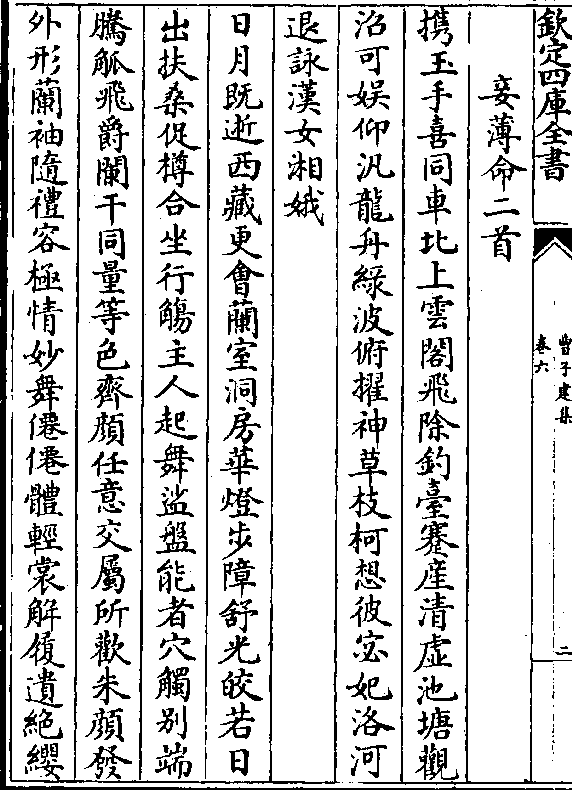 欽定四庫全書
曹子建集
卷六
二
妾薄命二首
攜玉手喜同車北上雲閣飛除釣臺蹇産清虛池塘觀
沼可娱仰汎龍舟緑波俯擢神草枝柯想彼宓妃洛河
退詠漢女湘娥
日月既逝西藏更會蘭室洞房華燈步障舒光皎若日
出扶桑促樽合坐行觴主人起舞盤能者穴觸别端
騰觚飛爵闌干同量等色齊顔任意交屬所歡朱顔發
外形蘭袖隨禮容極情妙舞僊僊體輕裳解履遺絶纓